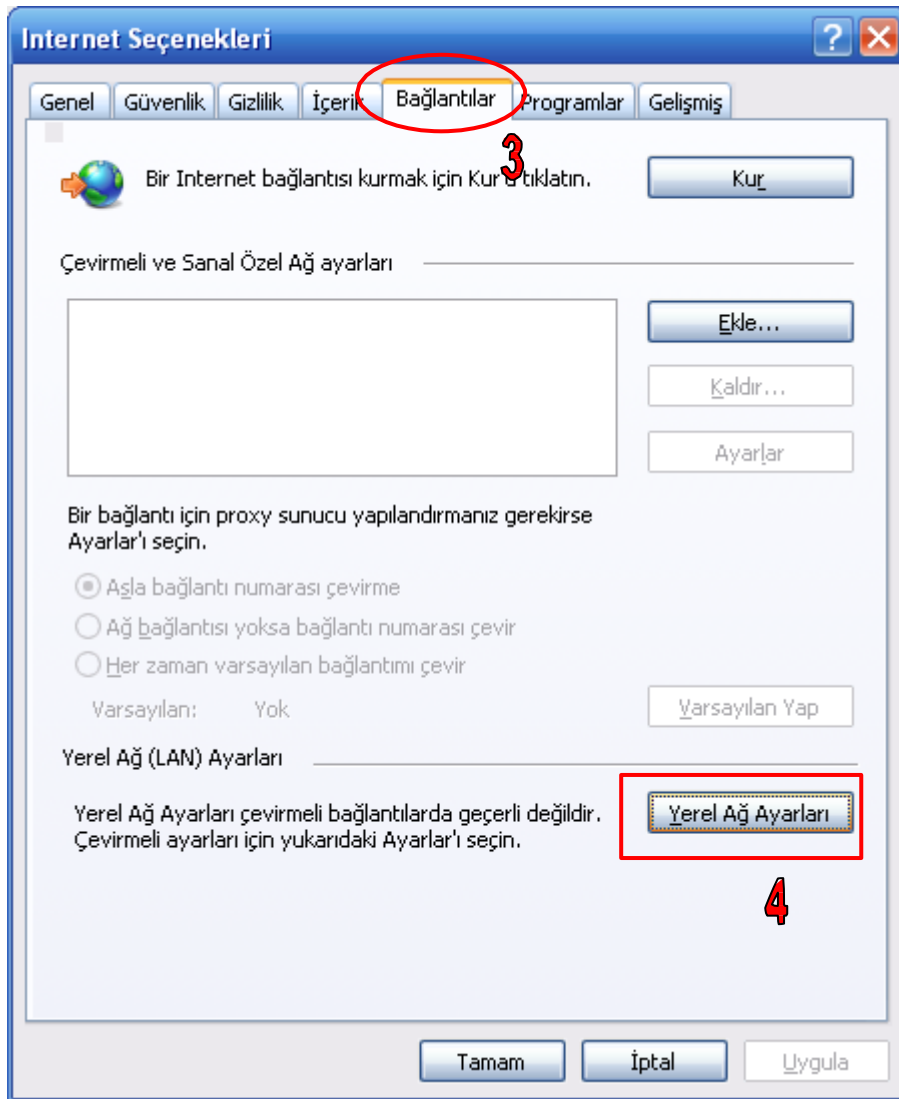 Internet Seçenekleri
Genel Güvenlik Gizlilik İçerik Bağlantılar Programlar Gelişmiş
3
Bir Internet bağlantısı kurmak için Kur'u tıklatın. Kur
Çevirmeli ve Sanal Özel Ağ ayarları
Ekle...
Kaldır...
Ayarlar
Bir bağlantı için proxy sunucu yapılandırmanız gerekirse
Ayarlar'ı seçin.
Aşla bağlantı numarası çevirme
Ağ bağlantısı yoksa bağlantı numarası çevir
Her zaman varsayılan bağlantımı çevir
Varsayılan: Yok Varsayılan Yap
Yerel Ağ (LAN) Ayarları
Yerel Ağ Ayarları çevirmeli bağlantılarda geçerli değildir. Yerel Ağ Ayarları
Çevirmeli ayarları için yukarıdaki Ayarlar'ı seçin.
4
Tamam İptal Uygula